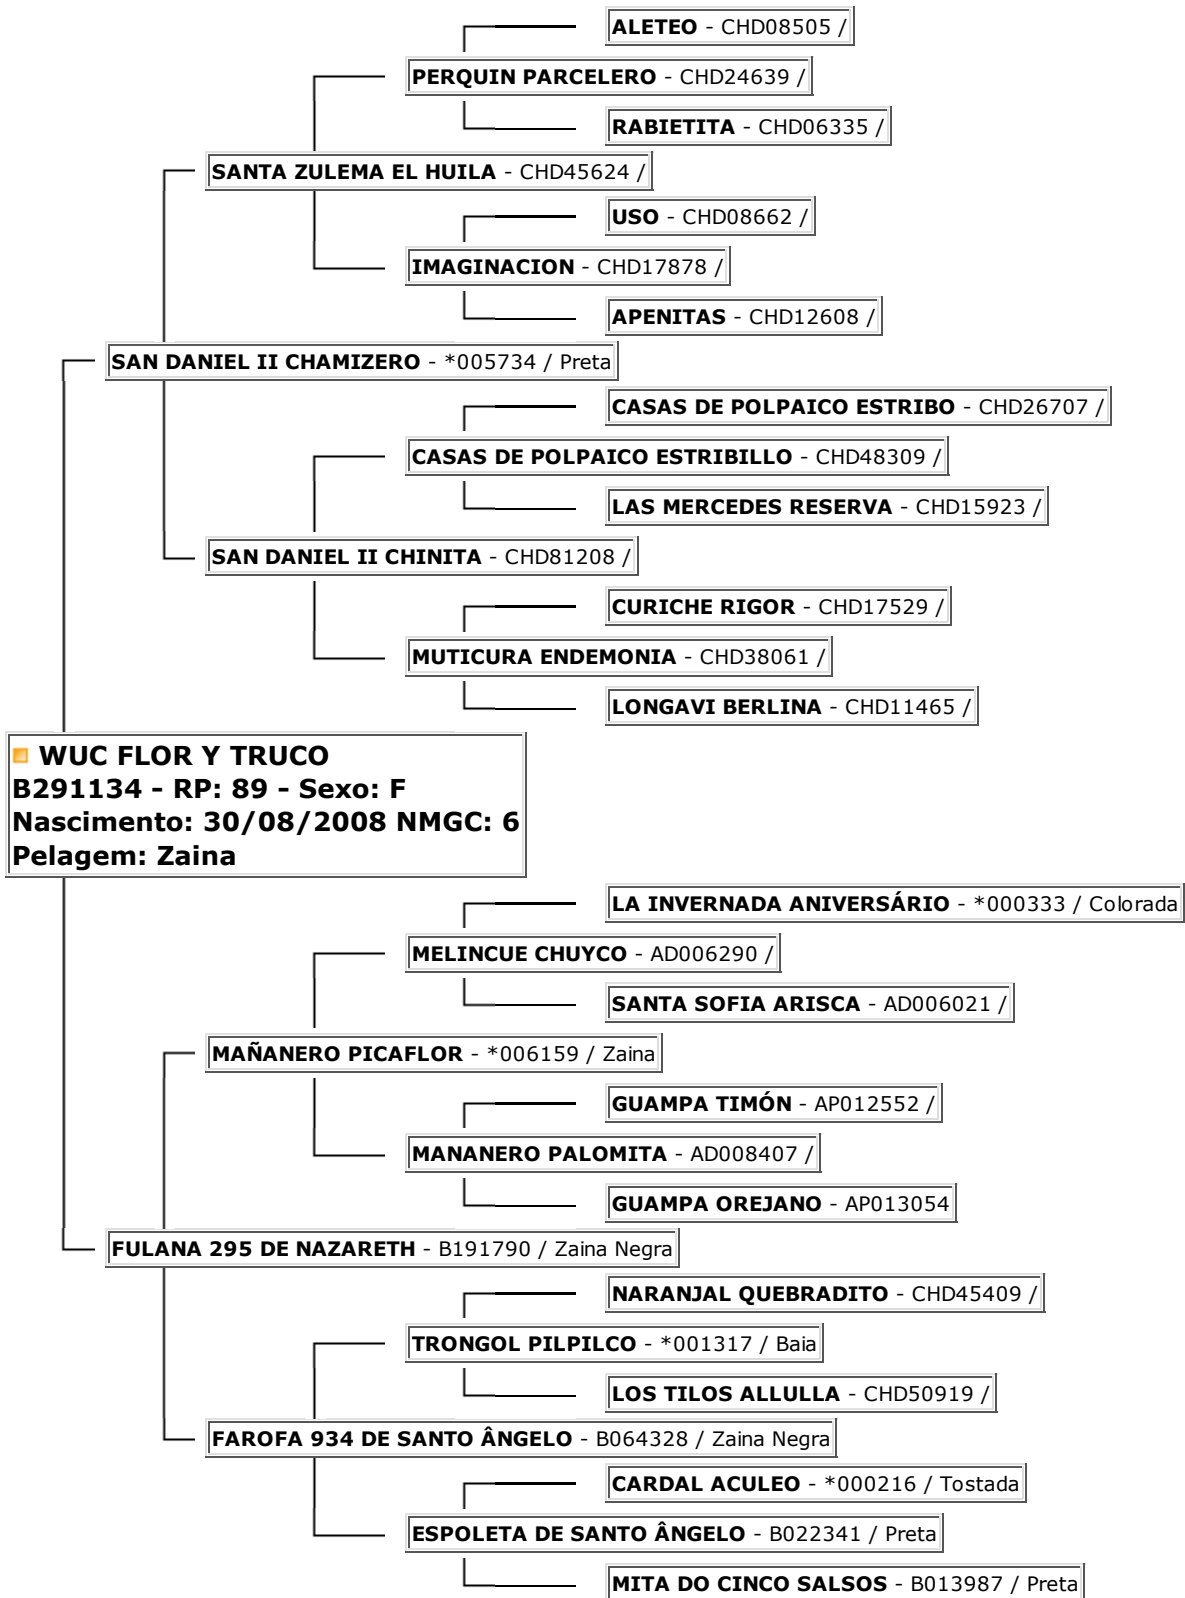 ALETEO - CHD08505 /
PERQUIN PARCELERO - CHD24639 /
RABIETITA - CHD06335 /
SANTA ZULEMA EL HUILA - CHD45624 /
USO - CHD08662 /
IMAGINACION - CHD17878 /
APENITAS - CHD12608 /
SAN DANIEL II CHAMIZERO - *005734 / Preta
CASAS DE POLPAICO ESTRIBO - CHD26707 /
CASAS DE POLPAICO ESTRIBILLO - CHD48309 /
LAS MERCEDES RESERVA - CHD15923 /
SAN DANIEL II CHINITA - CHD81208 /
CURICHE RIGOR - CHD17529 /
MUTICURA ENDEMONIA - CHD38061 /
LONGAVI BERLINA - CHD11465 /
WUC FLOR Y TRUCO
B291134 - RP: 89 - Sexo: F
Nascimento: 30/08/2008 NMGC: 6
Pelagem: Zaina
LA INVERNADA ANIVERSÁRIO - *000333 / Colorada
MELINCUE CHUYCO - AD006290 /
SANTA SOFIA ARISCA - AD006021 /
MAÑANERO PICAFLOR - *006159 / Zaina
GUAMPA TIMÓN - AP012552 /
MANANERO PALOMITA - AD008407 /
GUAMPA OREJANO - AP013054
FULANA 295 DE NAZARETH - B191790 / Zaina Negra
NARANJAL QUEBRADITO - CHD45409 /
TRONGOL PILPILCO - *001317 / Baia
LOS TILOS ALLULLA - CHD50919 /
FAROFA 934 DE SANTO ÂNGELO - B064328 / Zaina Negra
CARDAL ACULEO - *000216 / Tostada
ESPOLETA DE SANTO ÂNGELO - B022341 / Preta
MITA DO CINCO SALSOS - B013987 / Preta